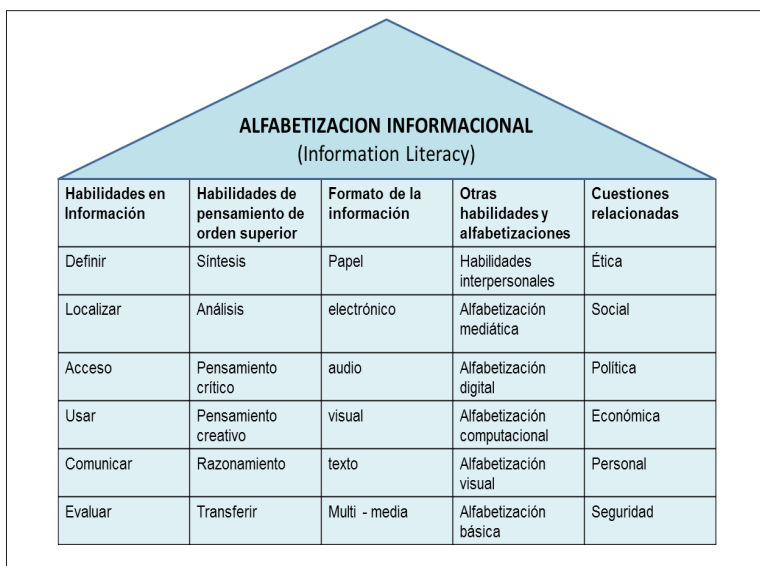 ALFABETIZACION INFORMACIONAL
(Information Literacy)
Habilidades en
Información
Habilidades de
pensamiento de
orden superior
Formato de la
información
Otras
habilidades y
alfabetizaciones
Cuestiones
relacionadas
Definir
Síntesis
Papel
Habilidades
interpersonales
Ética
Localizar
Análisis
electrónico
Alfabetización
mediática
Social
Acceso
Pensamiento
crítico
audio
Alfabetización
digital
Política
Usar
Pensamiento
creativo
visual
Alfabetización
computacional
Económica
Comunicar
Razonamiento
texto
Alfabetización
visual
Personal
Evaluar
Transferir
Multi - media
Alfabetización
básica
Seguridad